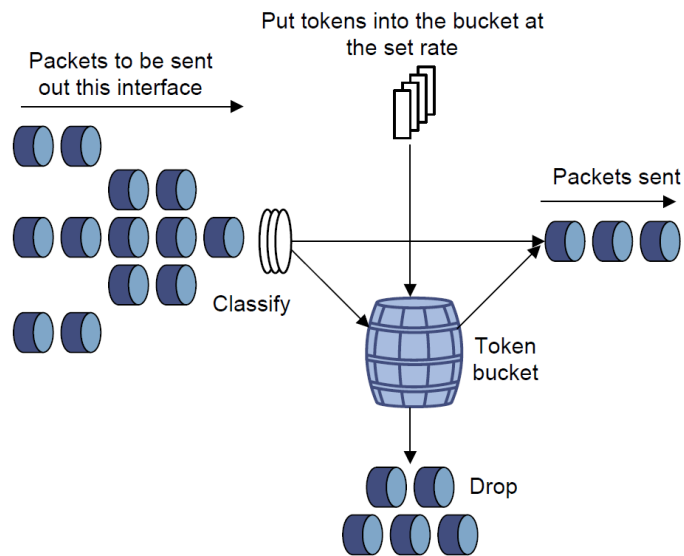 Put tokens into the bucket at
the set rate
Packets to be sent
out this interface
Packets sent
Classify
Token
bucket
Drop